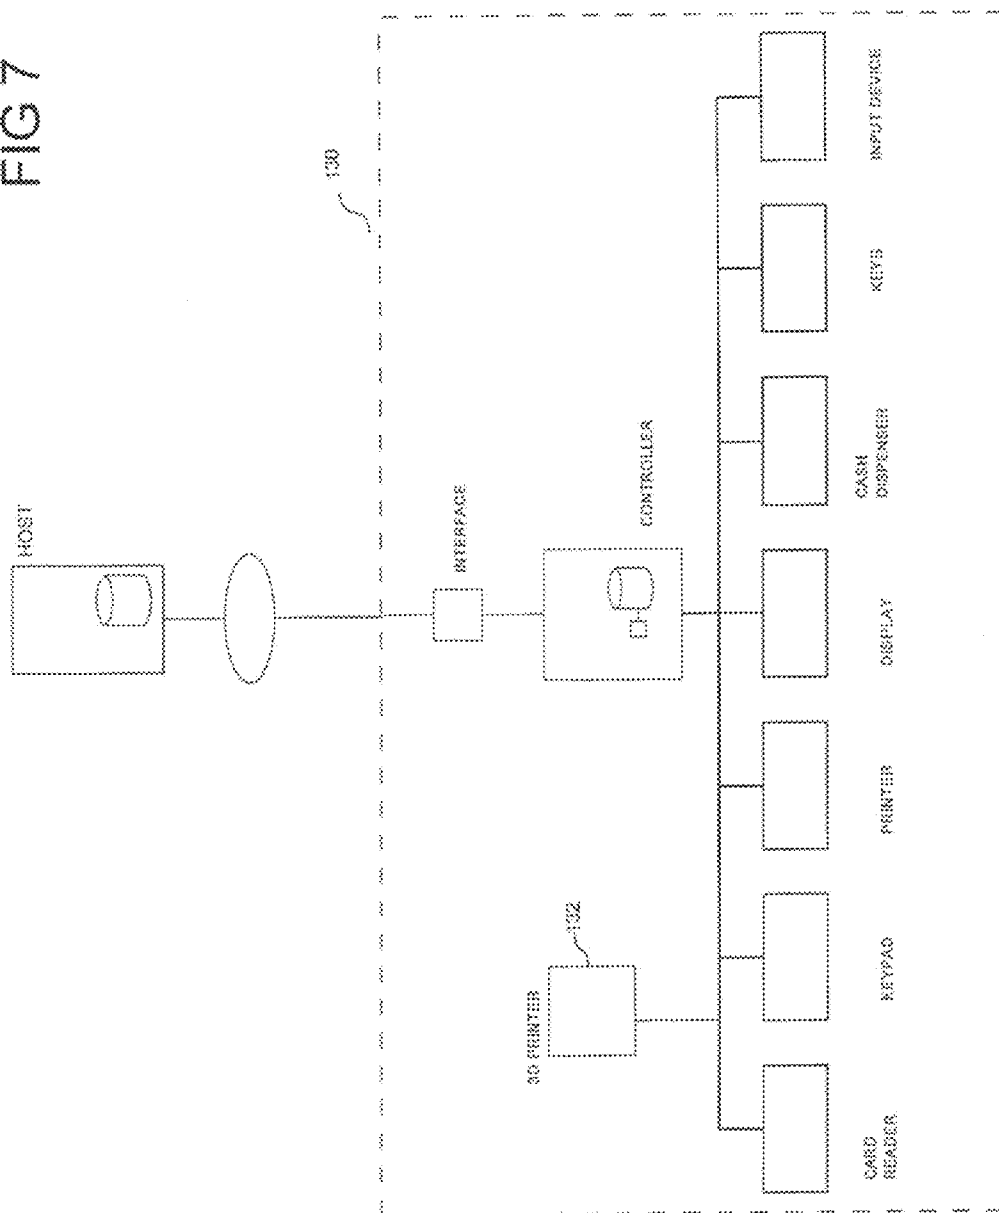 FIG 7
HOST
130
INTERFACE
3D PRINTER
132
CONTROLLER
CARD
READER
KEYPAD
PRINTER
DISPLAY
CASH
DISPENSER
KEYS
INPUT DEVICE